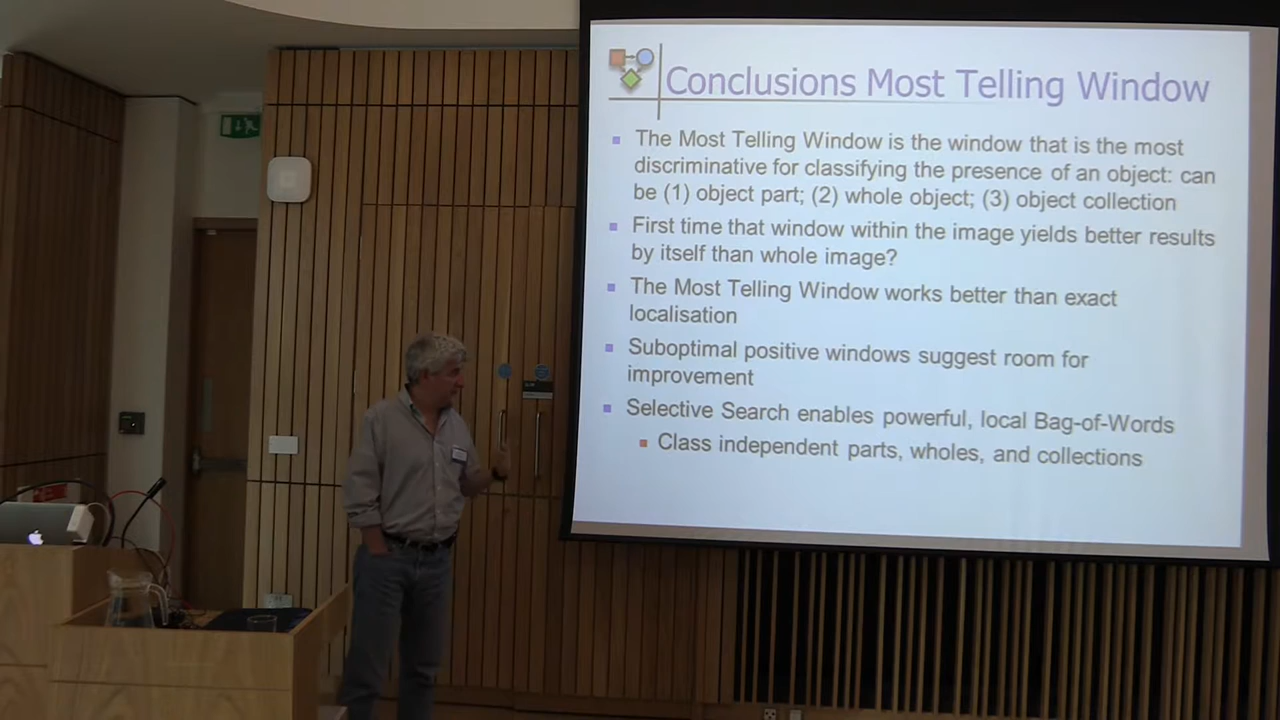 Conclusions Most Telling Window
The Most Telling Window is the window that is the most
discriminative for classifying the presence of an object: can
be (1) object part; (2) whole object; (3) object collection
First time that window within the image yields better results
by itself than whole image?
The Most Telling Window works better than exact
localisation
Suboptimal positive windows suggest room for
improvement
Selective Search enables powerful, local Bag-of-Words
Class independent parts, wholes, and collections